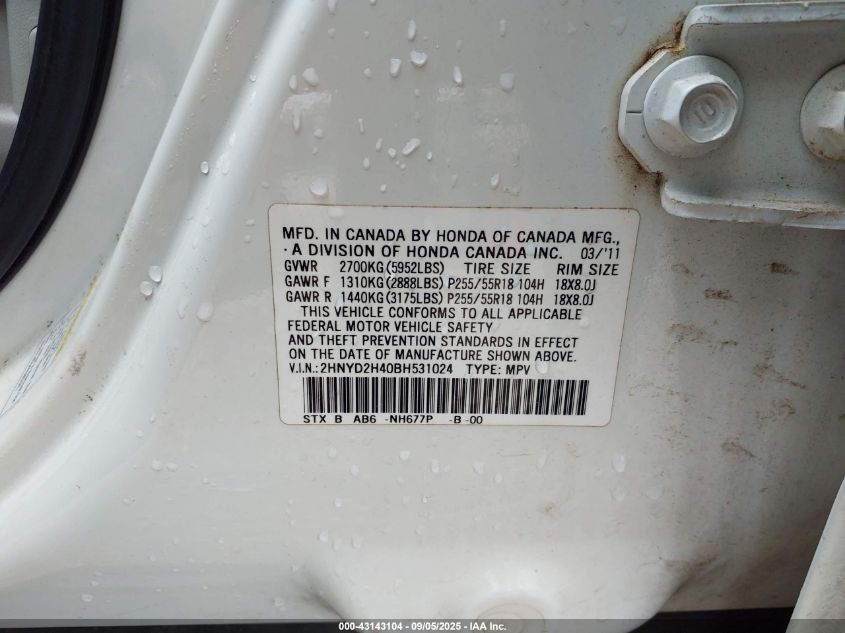 MFD. IN CANADA BY HONDA OF CANADA MFG.,
· A DIVISION OF HONDA CANADA INC. 03/'11
GVWR 2700KG(5952LBS) TIRE SIZE RIM SIZE
GAWR F 1310KG(2888LBS) P255/55R18 104H 18X8.0J
GAWR R 1440KG(3175LBS) P255/55R18 104H 18X8.0J
THIS VEHICLE CONFORMS TO ALL APPLICABLE
FEDERAL MOTOR VEHICLE SAFETY
AND THEFT PREVENTION STANDARDS IN EFFECT
ON THE DATE OF MANUFACTURE SHOWN ABOVE.
V.I.N.:2HNYD2H40BH531024 TYPE: MPV
STX B AB6 -NH677P -B -00
000-43143104 - 09/05/2025 - IAA Inc.